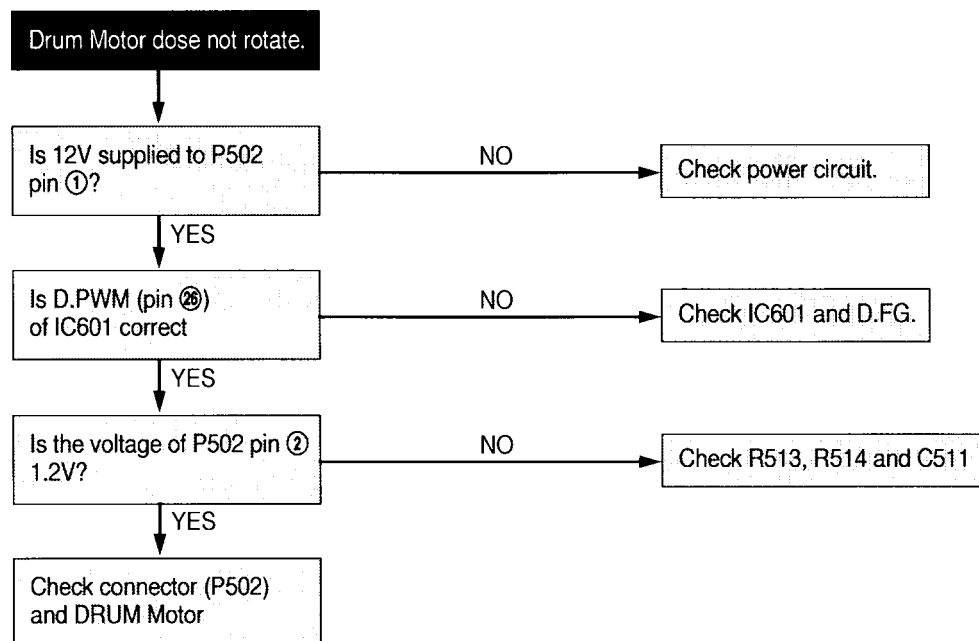 Drum Motor dose not rotate.
Is 12V supplied to P502
pin ①?
NO
Check power circuit.
YES
Is D.PWM (pin ㉖)
of IC601 correct
NO
Check IC601 and D.FG.
YES
Is the voltage of P502 pin ②
1.2V?
NO
Check R513, R514 and C511
YES
Check connector (P502)
and DRUM Motor